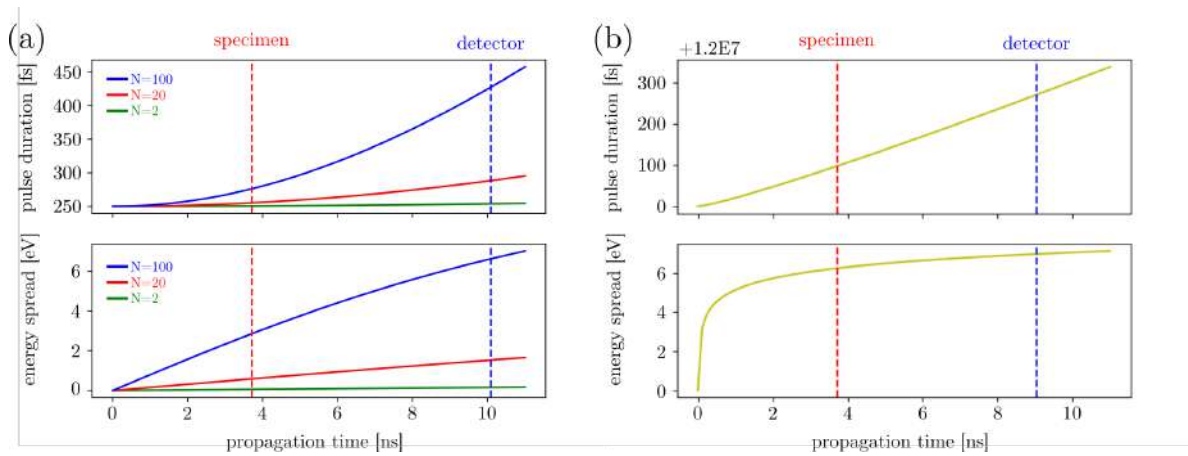 (a)
specimen
detector
pulse duration [fs]
450
400
350
300
250
N=100
N=20
N=2
energy spread [eV]
6
4
2
0
N=100
N=20
N=2
0 2 4 6 8 10
propagation time [ns]
(b)
+1.2E7
specimen
detector
pulse duration [fs]
300
200
100
0
energy spread [eV]
6
4
2
0
0 2 4 6 8 10
propagation time [ns]